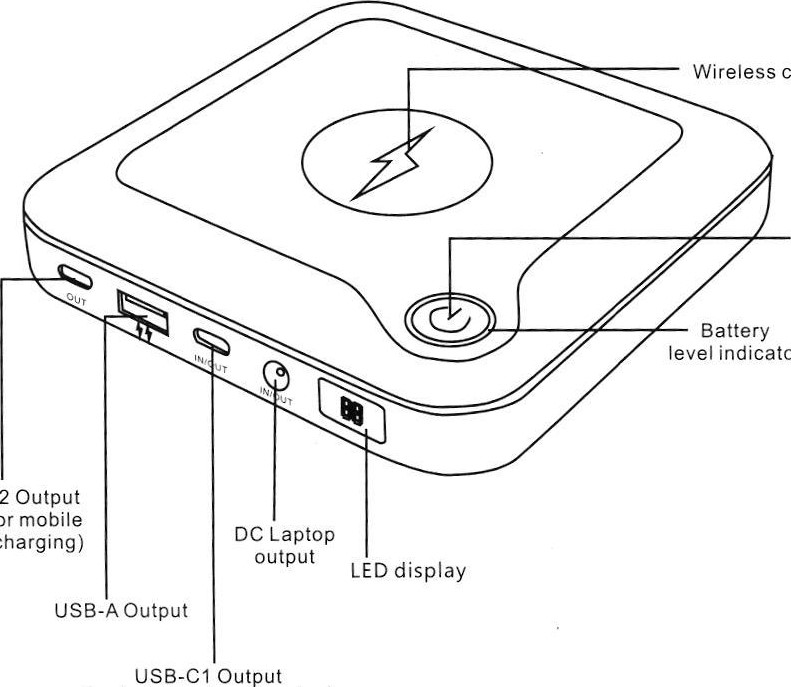 Wireless c
Battery
level indicato
OUT
IN/OUT
IN/OUT
88
2 Output
or mobile
charging)
DC Laptop
output
LED display
USB-A Output
USB-C1 Output